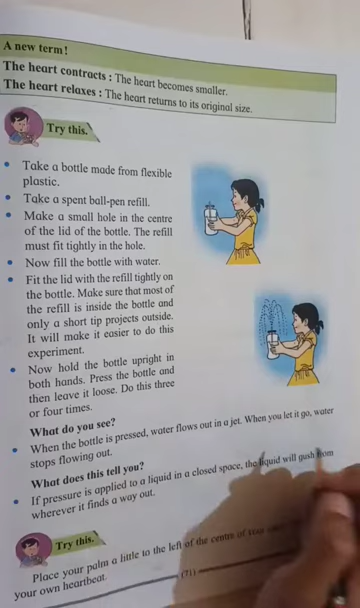 A new term!
The heart contracts : The heart becomes smaller.
The heart relaxes : The heart returns to its original size.
Try this.
• Take a bottle made from flexible
plastic.
• Take a spent ball-pen refill.
• Make a small hole in the centre
of the lid of the bottle. The refill
must fit tightly in the hole.
• Now fill the bottle with water.
• Fit the lid with the refill tightly on
the bottle. Make sure that most of
the refill is inside the bottle and
only a short tip projects outside.
It will make it easier to do this
experiment.
• Now hold the bottle upright in
both hands. Press the bottle and
then leave it loose. Do this three
or four times.
What do you see?
• When the bottle is pressed, water flows out in a jet. When you let it go, water
stops flowing out.
What does this tell you?
• If pressure is applied to a liquid in a closed space, the liquid will gush from
wherever it finds a way out.
Try this.
Place your palm a little to the left of the centre of
your own heartbeat.
(71)